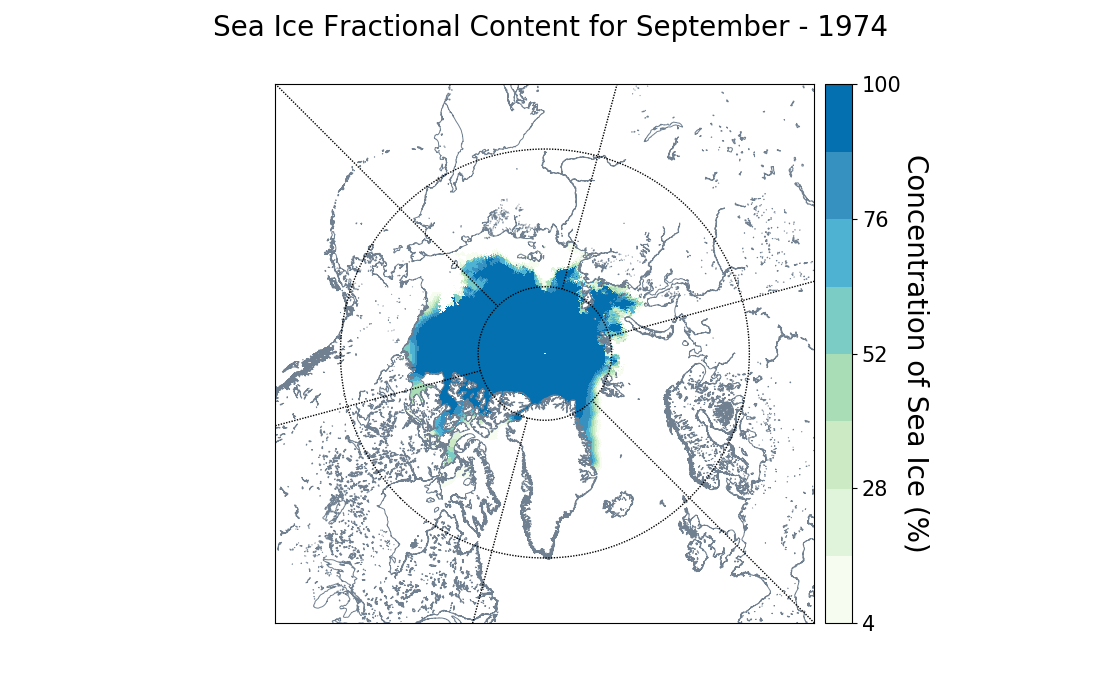 Sea Ice Fractional Content for September - 1974
100
76
52
28
4
Concentration of Sea Ice (%)